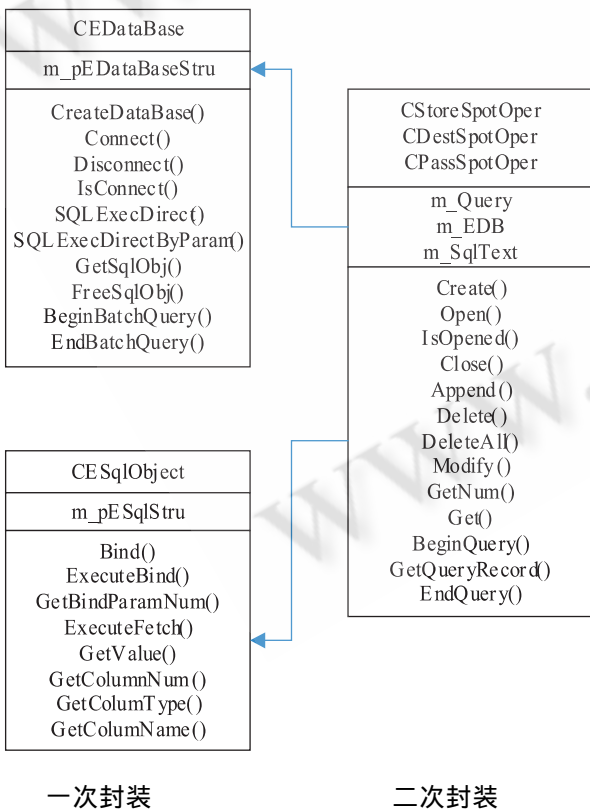 CEDataBase
m_pEDataBaseStru
CreateDataBase()
Connect()
Disconnect()
IsConnect()
SQLExecDirect()
SQLExecDirectByParam()
GetSqlObj()
FreeSqlObj()
BeginBatchQuery()
EndBatchQuery()
CESqlObject
m_pESqlStru
Bind()
ExecuteBind()
GetBindParamNum()
ExecuteFetch()
GetValue()
GetColumnNum()
GetColumType()
GetColumName()
一次封装
CStoreSpotOper
CDestSpotOper
CPassSpotOper
m_Query
m_EDB
m_SqlText
Create()
Open()
IsOpened()
Close()
Append()
Delete()
DeleteAll()
Modify()
GetNum()
Get()
BeginQuery()
GetQueryRecord()
EndQuery()
二次封装
www.